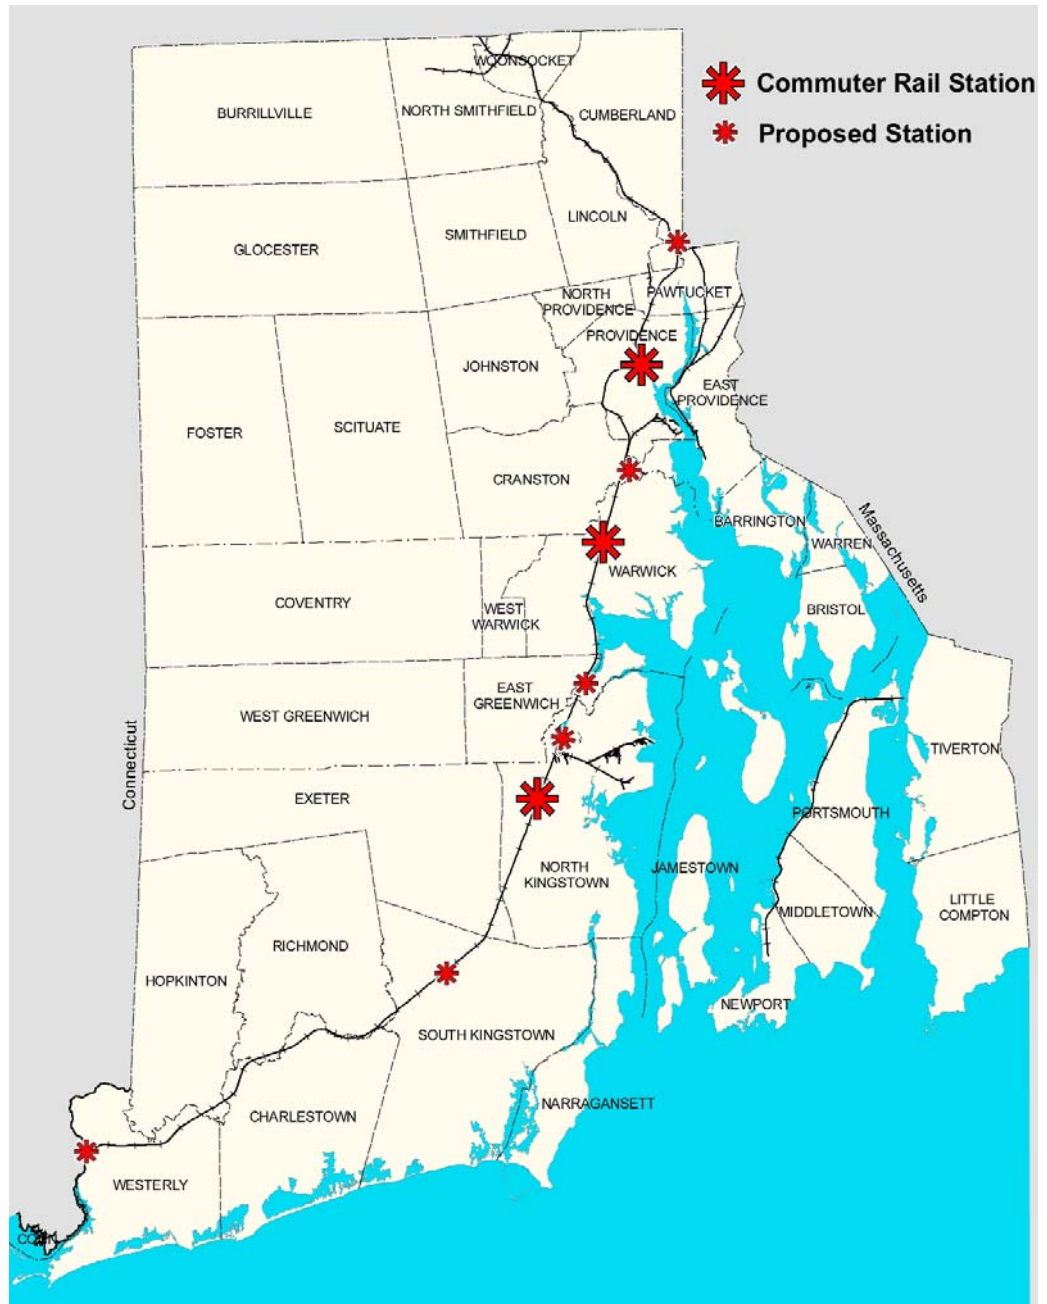 WOONSOCKET
Commuter Rail Station
BURRILLVILLE
NORTH SMITHFIELD
CUMBERLAND
Proposed Station
LINCOLN
SMITHFIELD
GLOCESTER
NORTH
PROVIDENCE
PAWTUCKET
PROVIDENCE
JOHNSTON
EAST
PROVIDENCE
FOSTER
SCITUATE
CRANSTON
BARRINGTON
WARREN
Massachusetts
WARWICK
COVENTRY
WEST
WARWICK
BRISTOL
EAST
GREENWICH
WEST GREENWICH
TIVERTON
Connecticut
EXETER
PORTSMOUTH
NORTH
KINGSTOWN
JAMESTOWN
LITTLE
COMPTON
MIDDLETOWN
RICHMOND
HOPKINTON
NEWPORT
SOUTH KINGSTOWN
NARRAGANSETT
CHARLESTOWN
WESTERLY